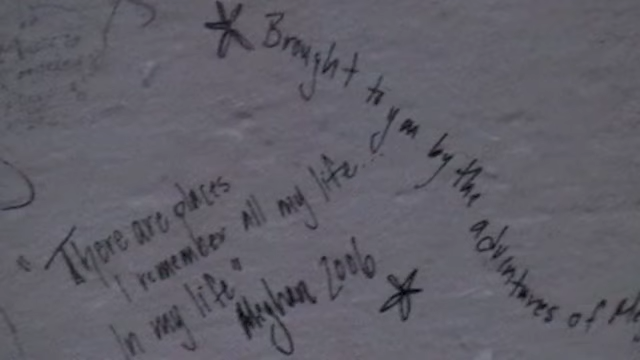 Brought to you by the adventures of Me
"There are places
I remember all my life...
In my life"
Meghan 2006